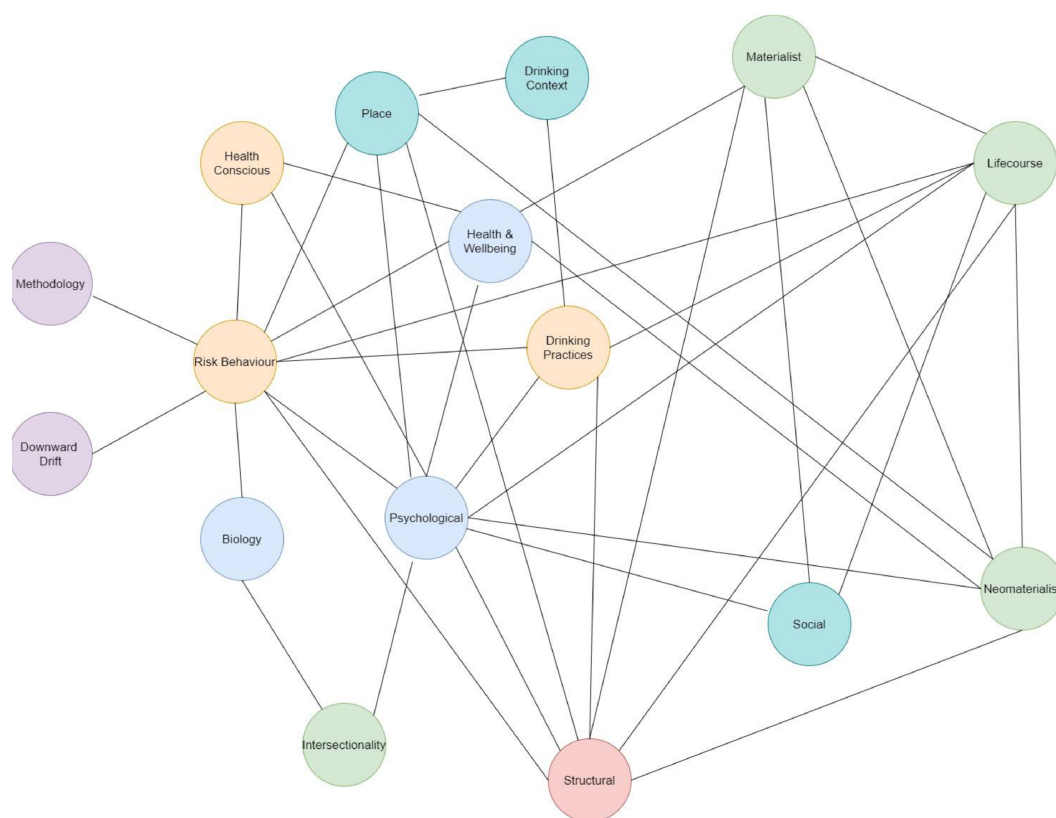 Materialist
Drinking
Context
Place
Health
Conscious
Lifecourse
Health &
Wellbeing
Methodology
Drinking
Practices
Risk Behaviour
Downward
Drift
Psychological
Biology
Neomaterialis
Social
Intersectionality
Structural